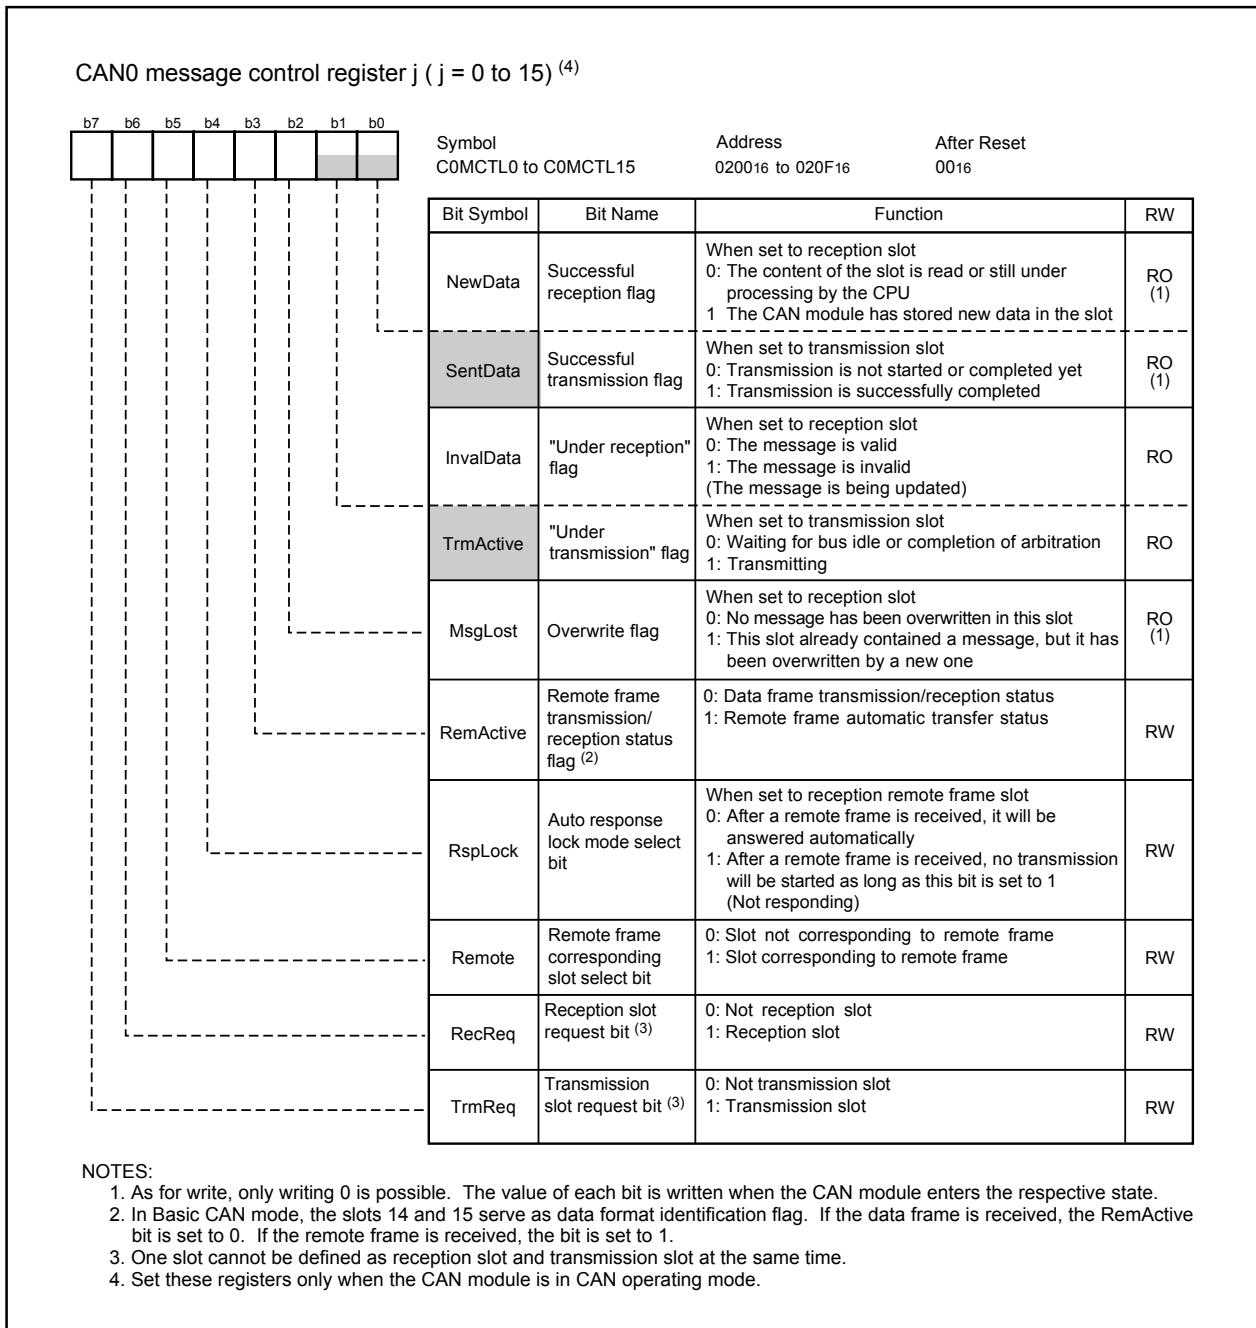 CAN0 message control register j ( j = 0 to 15) (4)
b7 b6 b5 b4 b3 b2 b1 b0
Symbol Address After Reset
C0MCTL0 to C0MCTL15 020016 to 020F16 0016
Bit Symbol Bit Name Function RW
NewData
Successful
reception flag
When set to reception slot
0: The content of the slot is read or still under
processing by the CPU
1 The CAN module has stored new data in the slot
RO
(1)
SentData
Successful
transmission flag
When set to transmission slot
0: Transmission is not started or completed yet
1: Transmission is successfully completed
RO
(1)
InvalData
"Under reception"
flag
When set to reception slot
0: The message is valid
1: The message is invalid
(The message is being updated)
RO
TrmActive
"Under
transmission" flag
When set to transmission slot
0: Waiting for bus idle or completion of arbitration
1: Transmitting
RO
MsgLost
Overwrite flag
When set to reception slot
0: No message has been overwritten in this slot
1: This slot already contained a message, but it has
been overwritten by a new one
RO
(1)
RemActive
Remote frame
transmission/
reception status
flag (2)
0: Data frame transmission/reception status
1: Remote frame automatic transfer status
RW
RspLock
Auto response
lock mode select
bit
When set to reception remote frame slot
0: After a remote frame is received, it will be
answered automatically
1: After a remote frame is received, no transmission
will be started as long as this bit is set to 1
(Not responding)
RW
Remote
Remote frame
corresponding
slot select bit
0: Slot not corresponding to remote frame
1: Slot corresponding to remote frame
RW
RecReq
Reception slot
request bit (3)
0: Not reception slot
1: Reception slot
RW
TrmReq
Transmission
slot request bit (3)
0: Not transmission slot
1: Transmission slot
RW
NOTES:
1. As for write, only writing 0 is possible. The value of each bit is written when the CAN module enters the respective state.
2. In Basic CAN mode, the slots 14 and 15 serve as data format identification flag. If the data frame is received, the RemActive
bit is set to 0. If the remote frame is received, the bit is set to 1.
3. One slot cannot be defined as reception slot and transmission slot at the same time.
4. Set these registers only when the CAN module is in CAN operating mode.